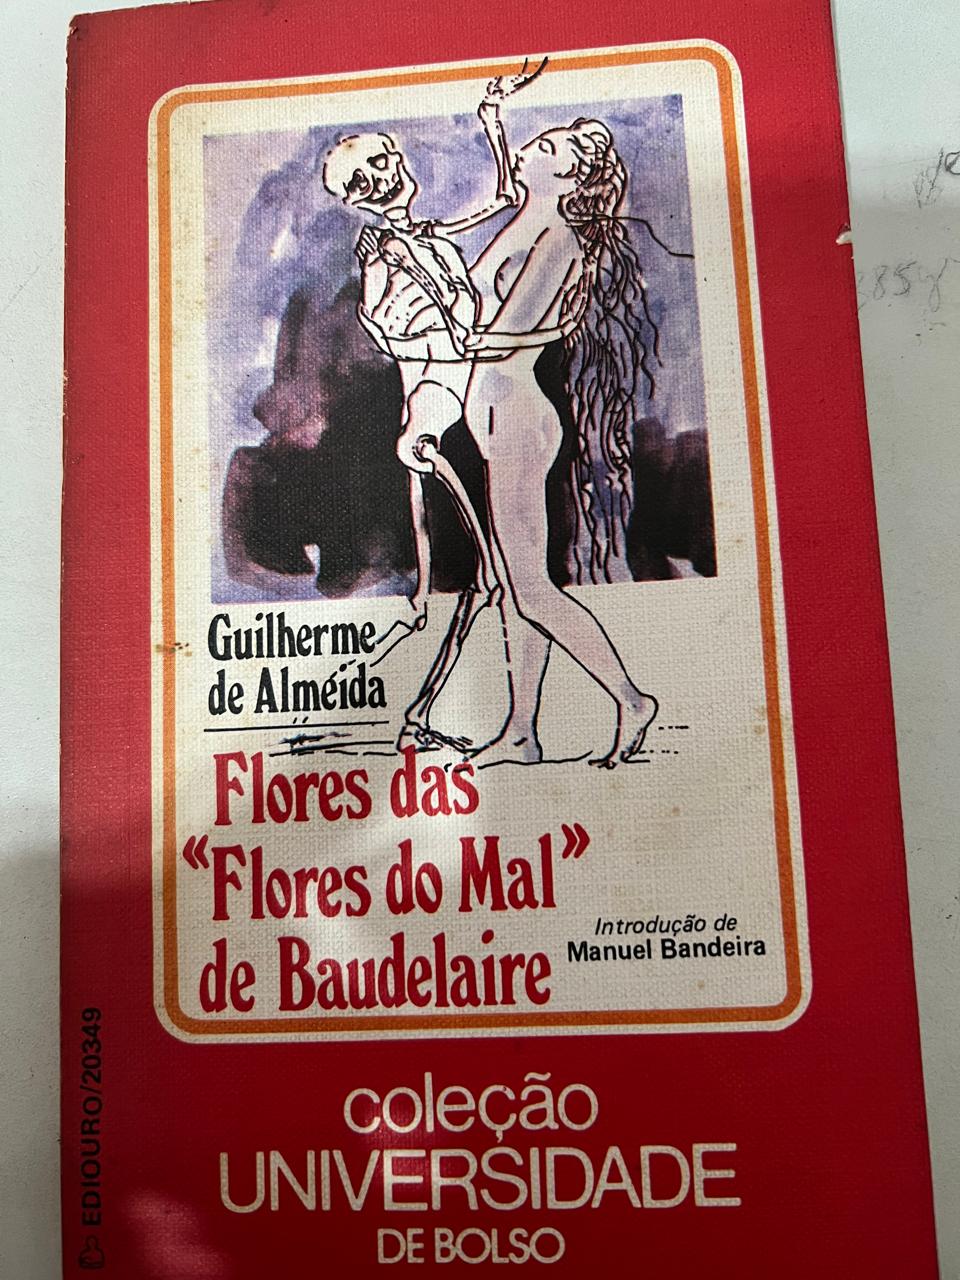 Guilherme
de Almeida
Flores das
“Flores do Mal”
de Baudelaire
Introdução de
Manuel Bandeira
EDIOURO/20349
coleção
UNIVERSIDADE
DE BOLSO